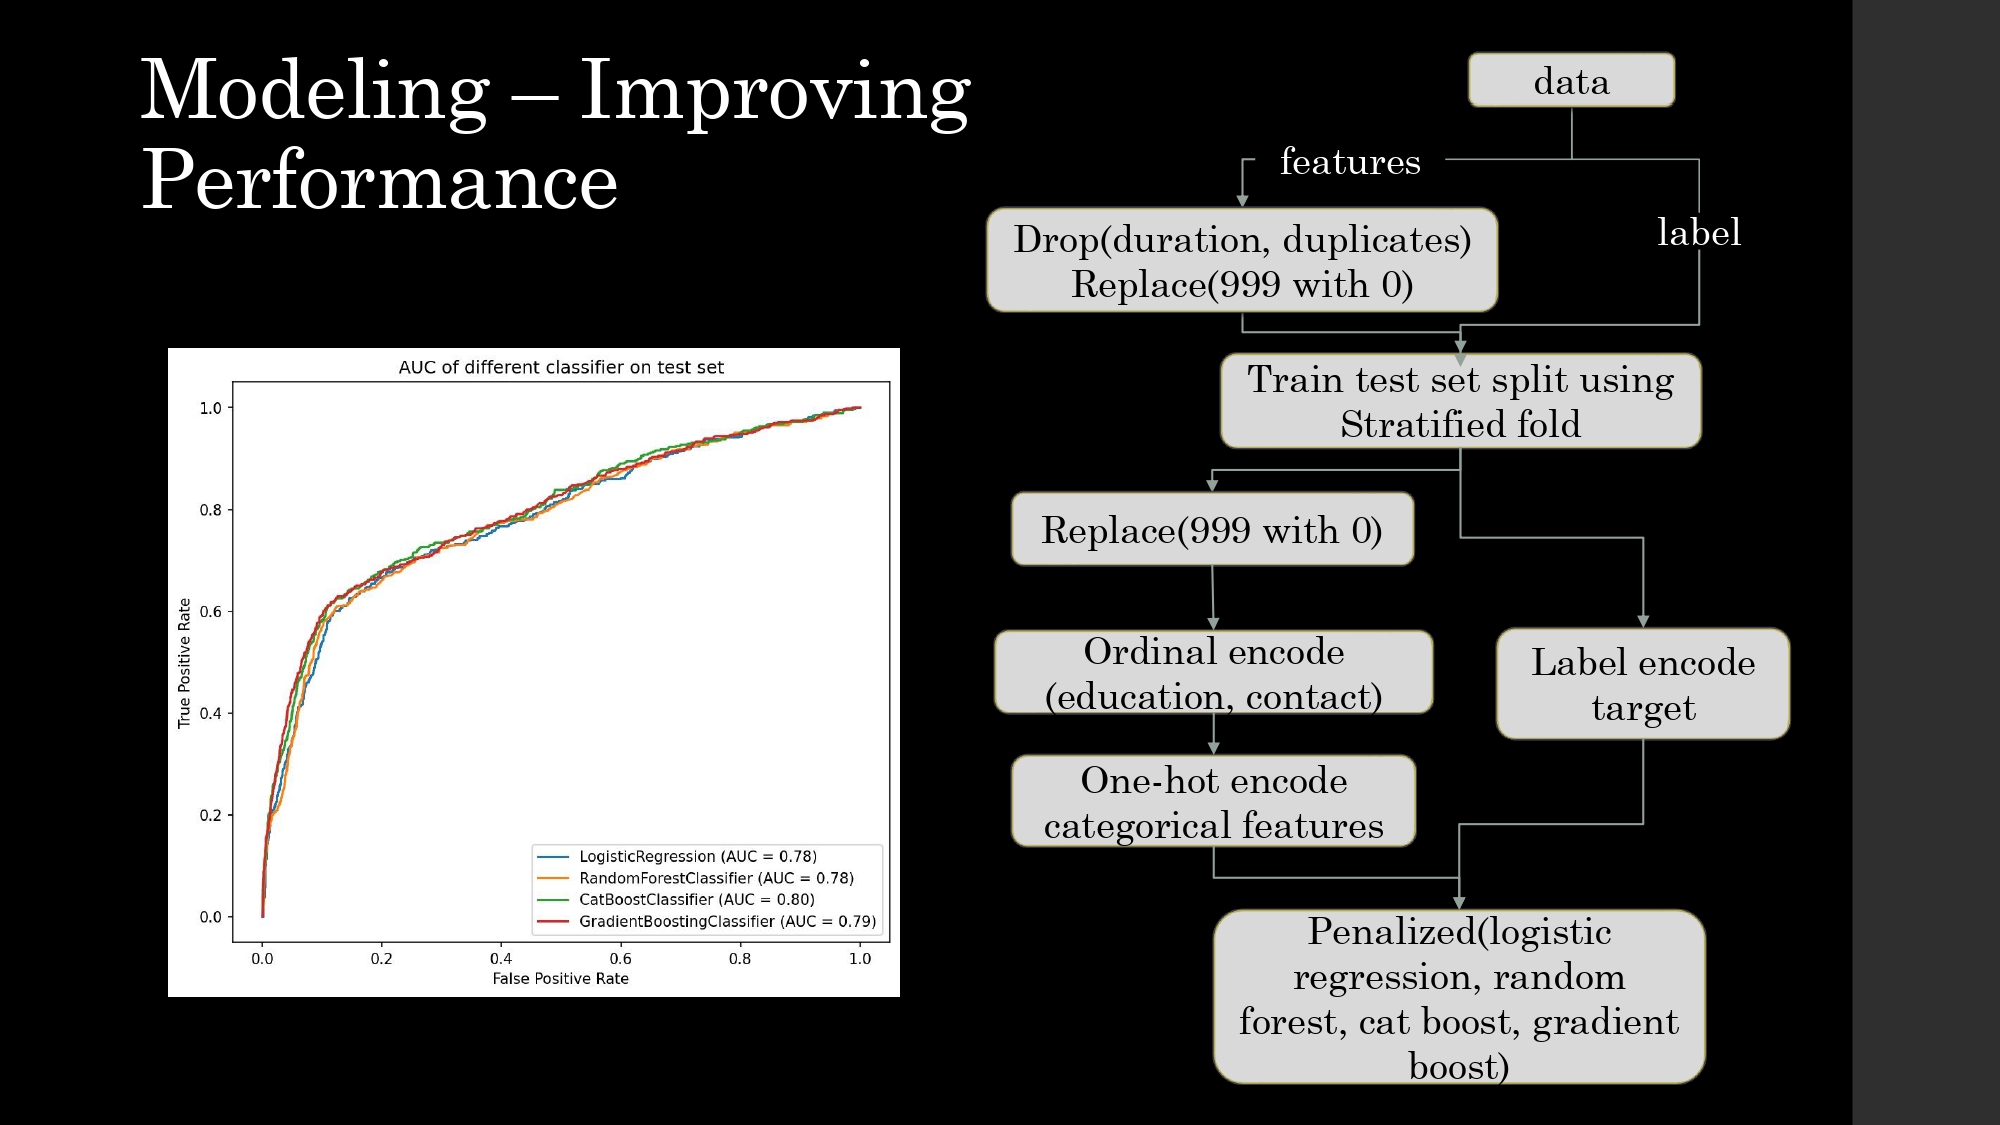 Modeling – Improving
Performance
data
features
label
Drop(duration, duplicates)
Replace(999 with 0)
Train test set split using
Stratified fold
Replace(999 with 0)
Ordinal encode
(education, contact)
Label encode
target
One-hot encode
categorical features
Penalized(logistic
regression, random
forest, cat boost, gradient
boost)
AUC of different classifier on test set
True Positive Rate
1.0
0.8
0.6
0.4
0.2
0.0
LogisticRegression (AUC = 0.78)
RandomForestClassifier (AUC = 0.78)
CatBoostClassifier (AUC = 0.80)
GradientBoostingClassifier (AUC = 0.79)
0.0 0.2 0.4 0.6 0.8 1.0
False Positive Rate